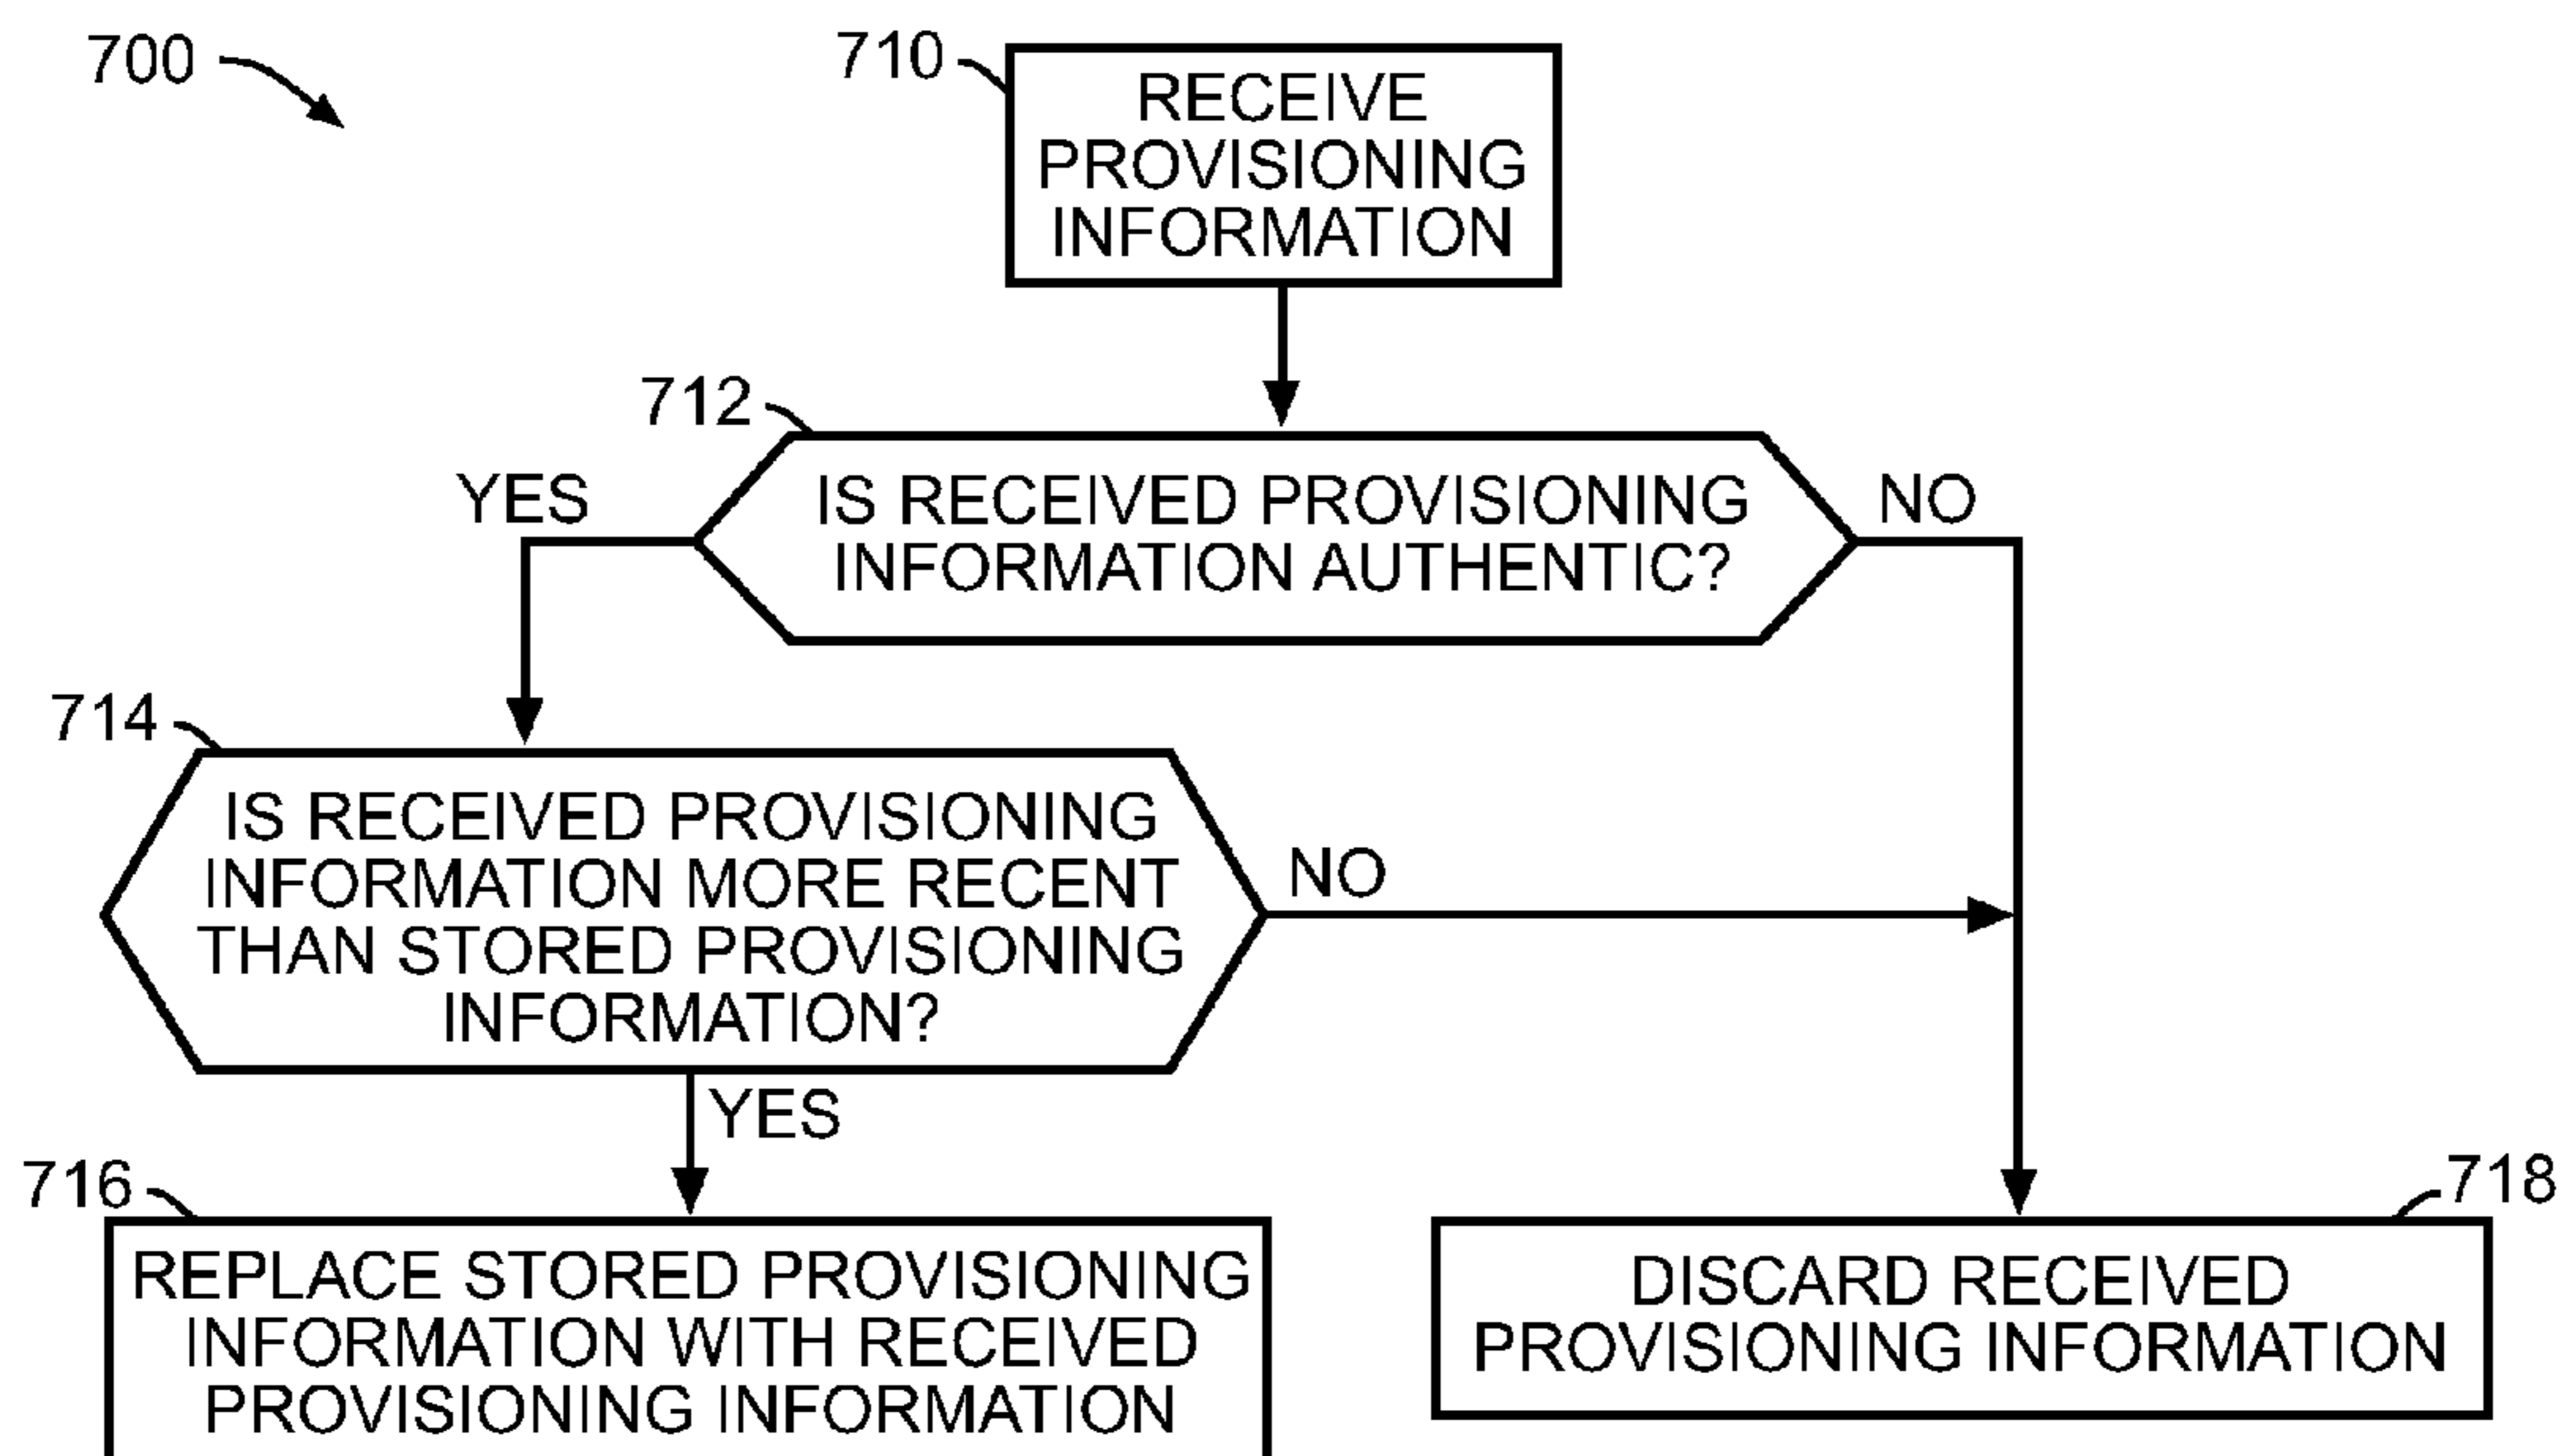 700
710
RECEIVE
PROVISIONING
INFORMATION
712
YES
IS RECEIVED PROVISIONING
INFORMATION AUTHENTIC?
NO
714
IS RECEIVED PROVISIONING
INFORMATION MORE RECENT
THAN STORED PROVISIONING
INFORMATION?
NO
YES
716
REPLACE STORED PROVISIONING
INFORMATION WITH RECEIVED
PROVISIONING INFORMATION
718
DISCARD RECEIVED
PROVISIONING INFORMATION